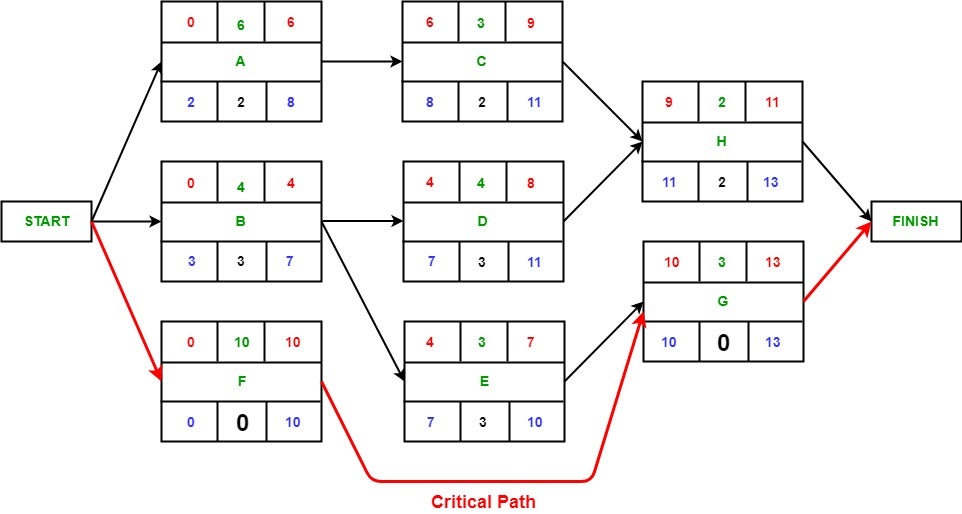 0 6 6
A
2 2 8
6 3 9
C
8 2 11
9 2 11
H
11 2 13
START
0 4 4
B
3 3 7
4 4 8
D
7 3 11
FINISH
10 3 13
G
10 0 13
0 10 10
F
0 0 10
4 3 7
E
7 3 10
Critical Path